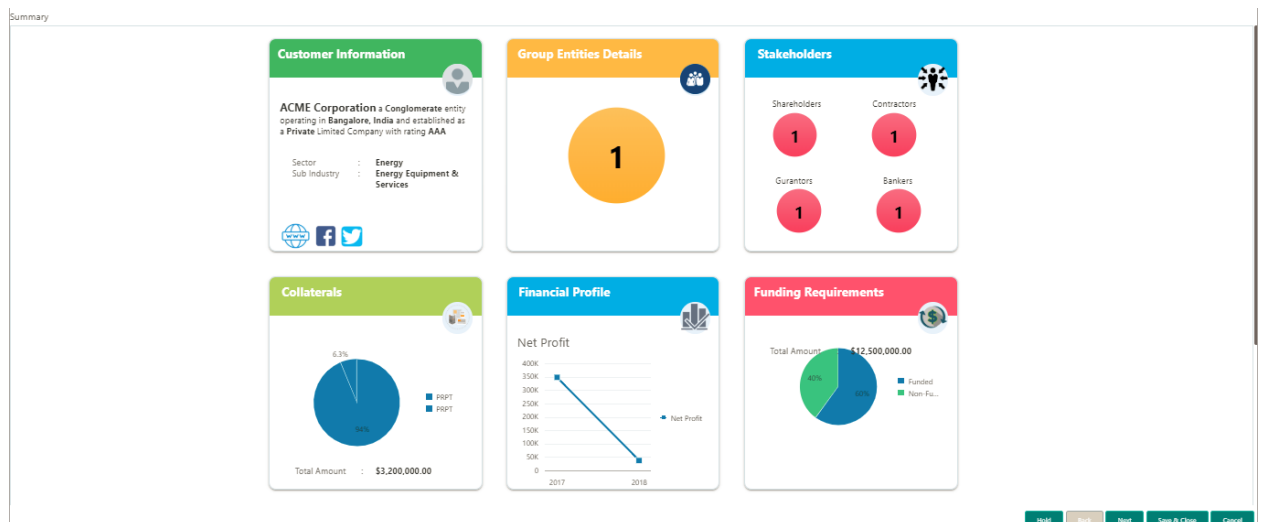 Summary
Customer Information
ACME Corporation a Conglomerate entity
operating in Bangalore, India and established as
a Private Limited Company with rating AAA
Sector : Energy
Sub Industry : Energy Equipment &
Services
www
Group Entities Details
1
Stakeholders
Shareholders Contractors
1 1
Gurantors Bankers
1 1
Collaterals
6.3%
94%
PRPT
PRPT
Total Amount : $3,200,000.00
Financial Profile
Net Profit
400K
350K
300K
250K
200K
150K
100K
50K
0
2017 2018
Net Profit
Funding Requirements
Total Amount $12,500,000.00
40%
60%
Funded
Non-Fu...
Hold Back Next Save & Close Cancel